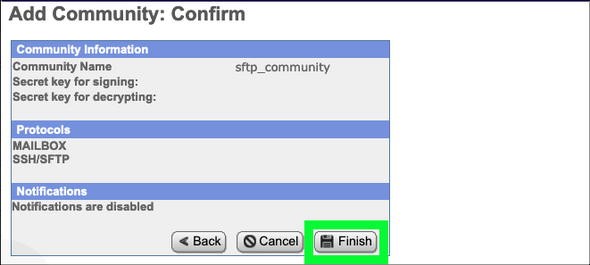 Add Community: Confirm
Community Information
Community Name sftp_community
Secret key for signing:
Secret key for decrypting:
Protocols
MAILBOX
SSH/SFTP
Notifications
Notifications are disabled
Back Cancel Finish